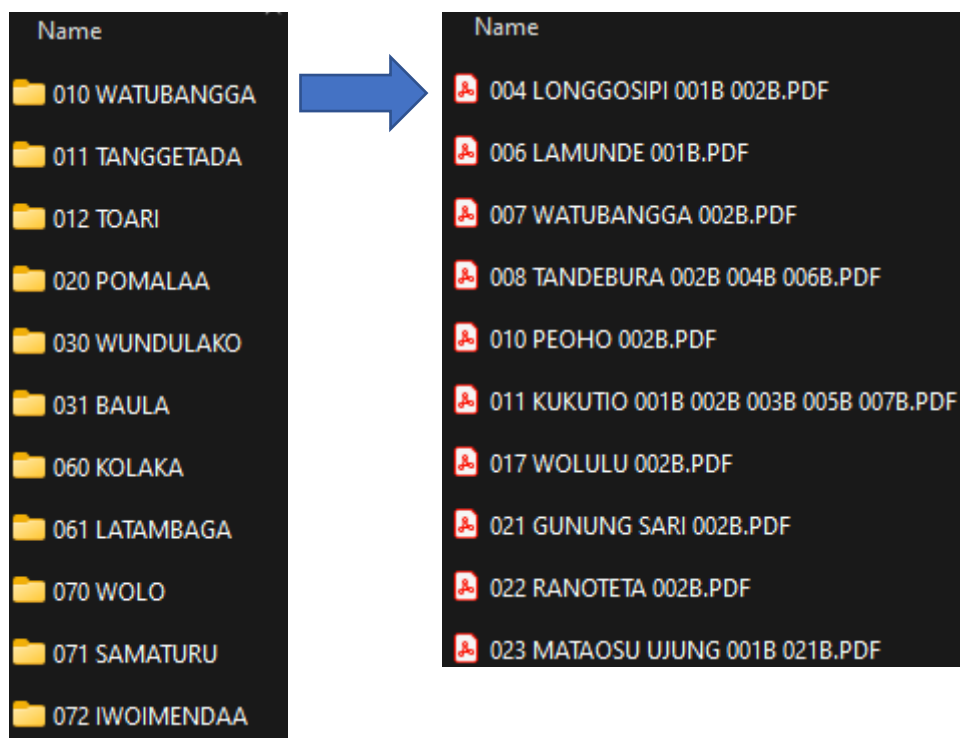 Name
010 WATUBANGGA
011 TANGGETADA
012 TOARI
020 POMALAA
030 WUNDULAKO
031 BAULA
060 KOLAKA
061 LATAMBAGA
070 WOLO
071 SAMATURU
072 IWOIMENDAA
Name
004 LONGGOSIPI 001B 002B.PDF
006 LAMUNDE 001B.PDF
007 WATUBANGGA 002B.PDF
008 TANDEBURA 002B 004B 006B.PDF
010 PEOHO 002B.PDF
011 KUKUTIO 001B 002B 003B 005B 007B.PDF
017 WOLULU 002B.PDF
021 GUNUNG SARI 002B.PDF
022 RANOTETA 002B.PDF
023 MATAOSU UJUNG 001B 021B.PDF